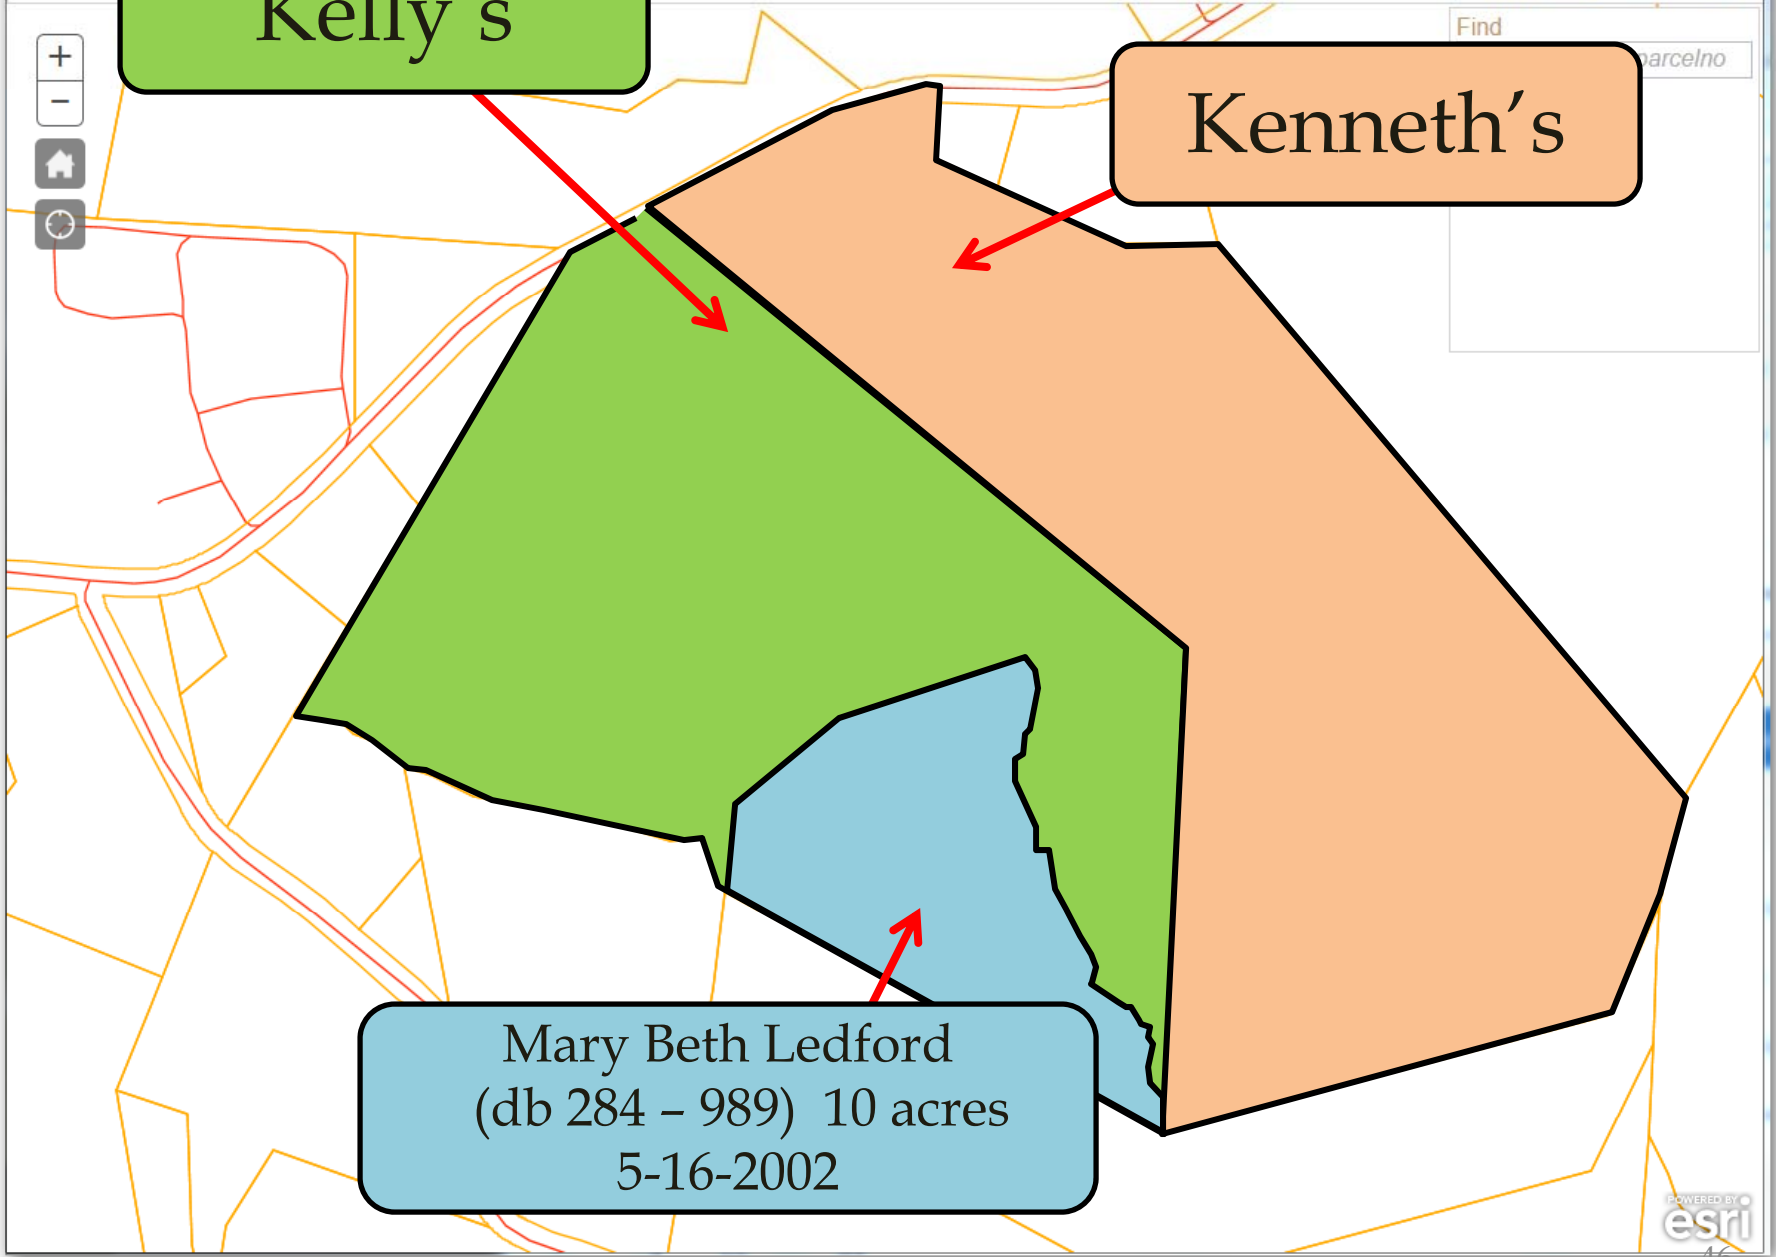 Kelly's
Find
parcelno
Kenneth’s
Mary Beth Ledford
(db 284 – 989) 10 acres
5-16-2002
POWERED BY
esri